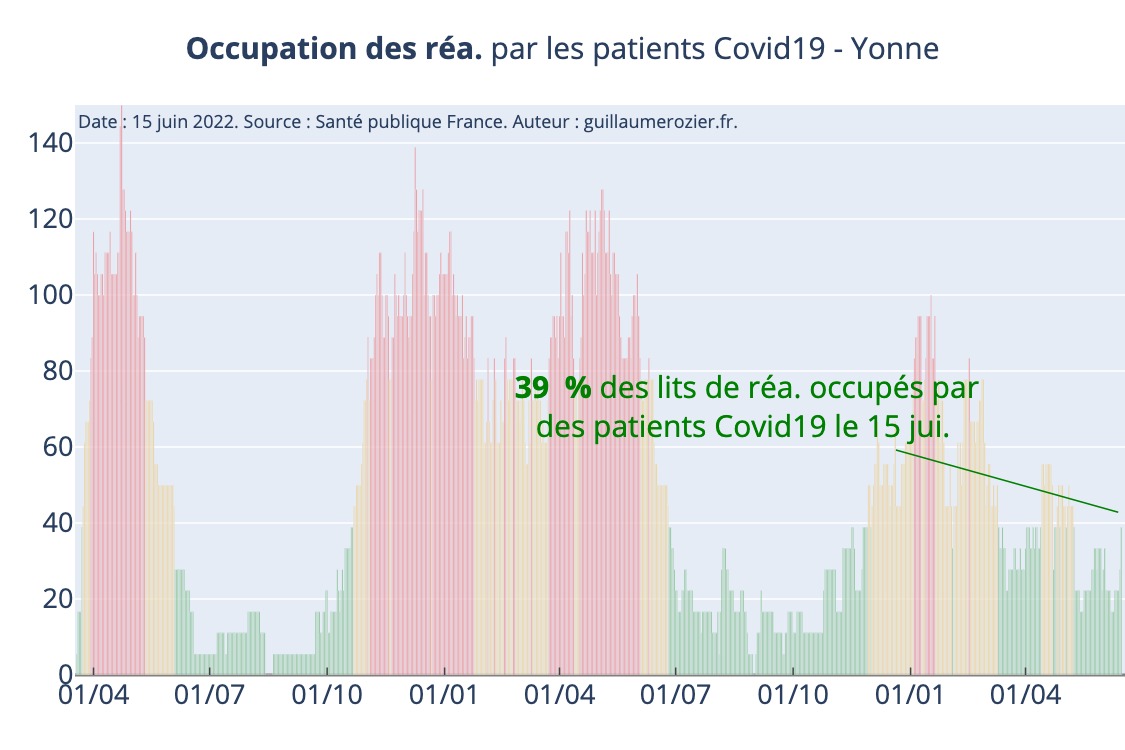 Occupation des réa. par les patients Covid19 - Yonne
Date : 15 juin 2022. Source : Santé publique France. Auteur : guillaumerozier.fr.
140
120
100
80
39 % des lits de réa. occupés par
des patients Covid19 le 15 jui.
60
40
20
0
01/04 01/07 01/10 01/01 01/04 01/07 01/10 01/01 01/04